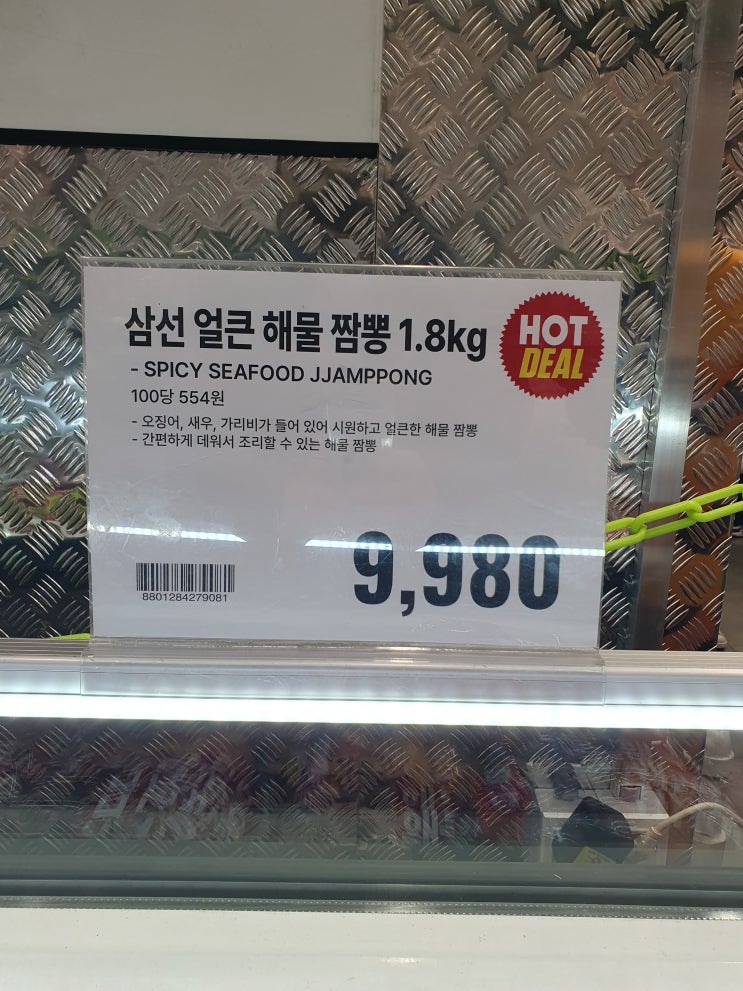 삼선 얼큰 해물 짬뽕 1.8kg
HOT
DEAL
- SPICY SEAFOOD JJAMPPONG
100당 554원
- 오징어, 새우, 가리비가 들어 있어 시원하고 얼큰한 해물 짬뽕
- 간편하게 데워서 조리할 수 있는 해물 짬뽕
9,980
8801284279081